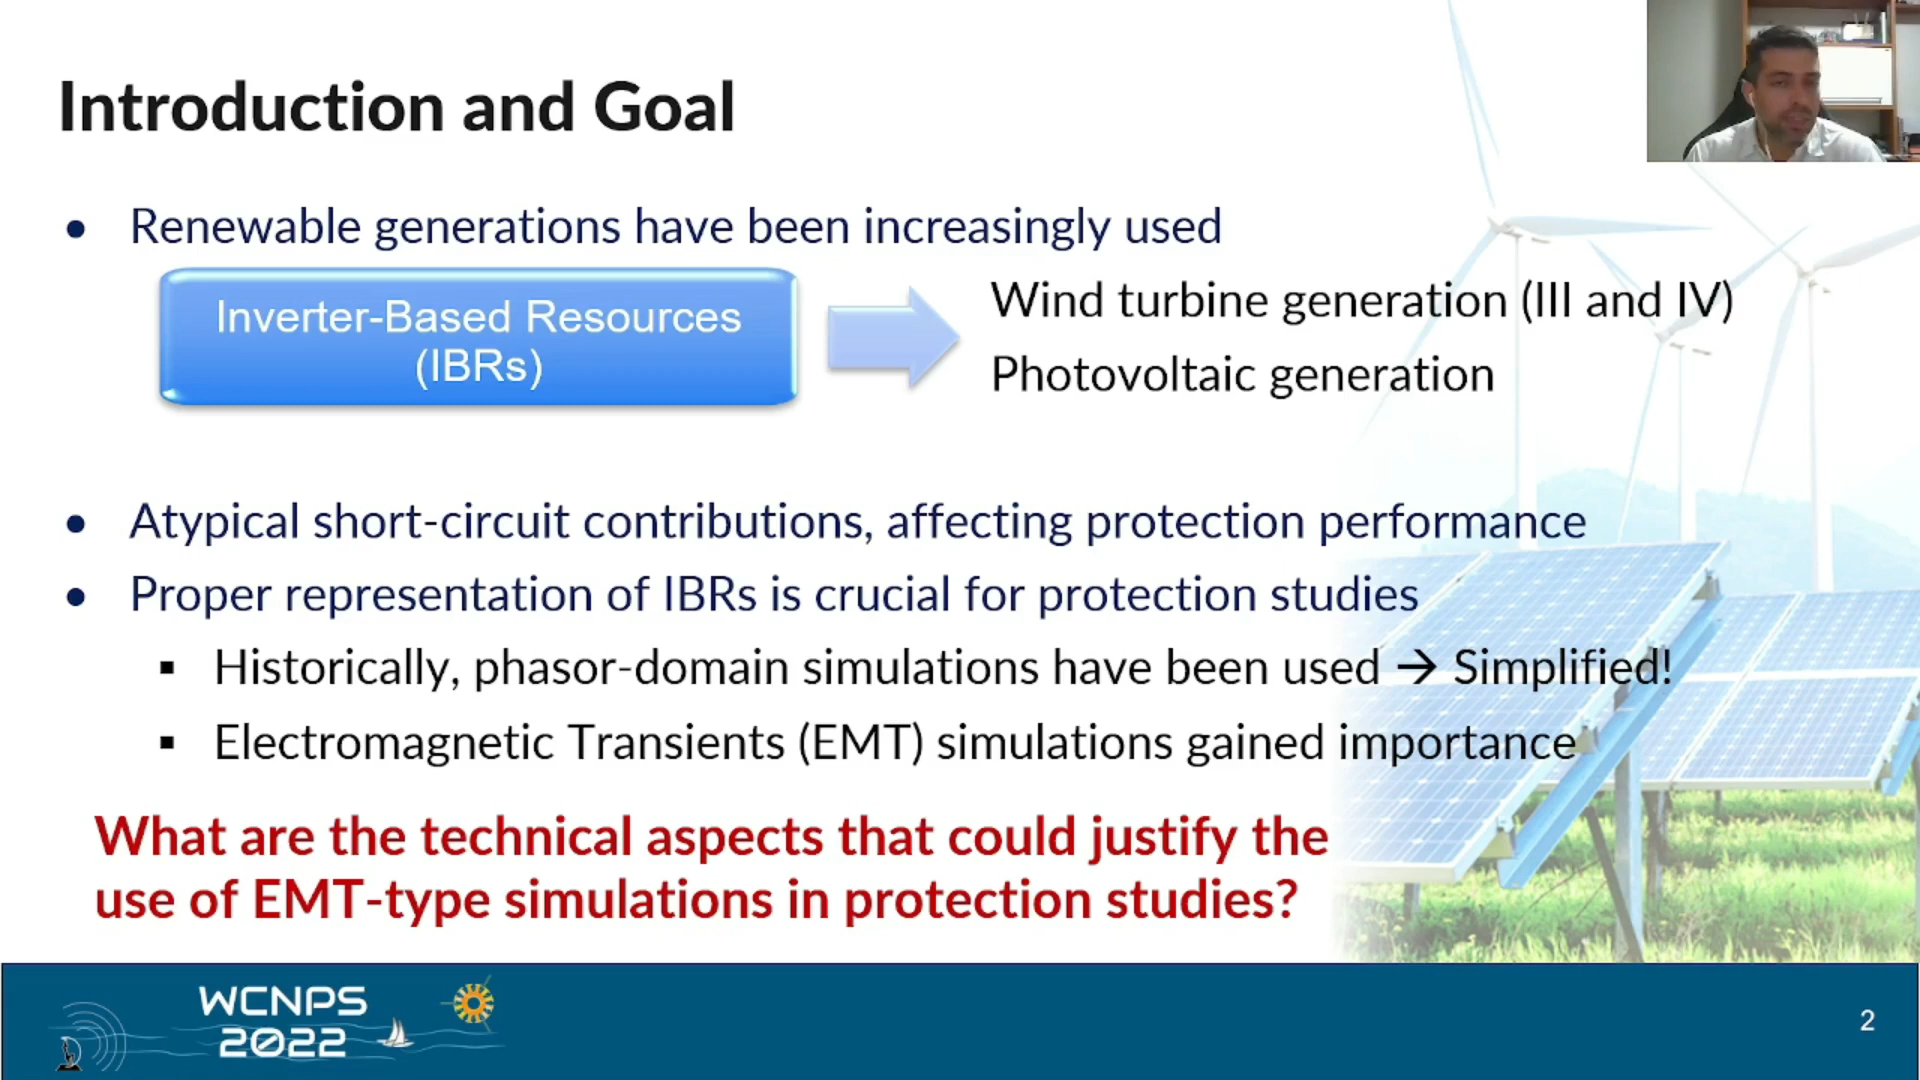 Introduction and Goal
• Renewable generations have been increasingly used
Inverter-Based Resources
(IBRs)
Wind turbine generation (III and IV)
Photovoltaic generation
• Atypical short-circuit contributions, affecting protection performance
• Proper representation of IBRs is crucial for protection studies
▪ Historically, phasor-domain simulations have been used → Simplified!
▪ Electromagnetic Transients (EMT) simulations gained importance
What are the technical aspects that could justify the
use of EMT-type simulations in protection studies?
WCNPS
2022
2